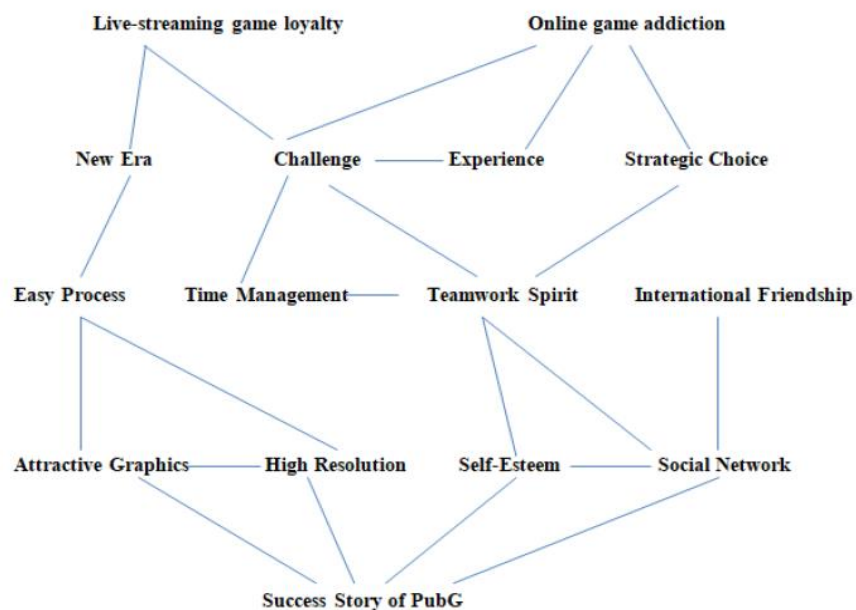 Live-streaming game loyalty
Online game addiction
New Era
Challenge
Experience
Strategic Choice
Easy Process
Time Management
Teamwork Spirit
International Friendship
Attractive Graphics
High Resolution
Self-Esteem
Social Network
Success Story of PubG